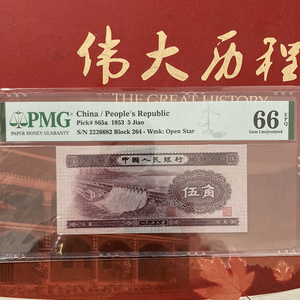 伟大历程
THE GREAT HISTORY
PMG
PAPER MONEY GUARANTY
China / People's Republic
Pick# 865a 1953 5 Jiao
S/N 2226682 Block 264 - Wmk: Open Star
66 EPQ
Gem Uncirculated
中国人民银行
伍角